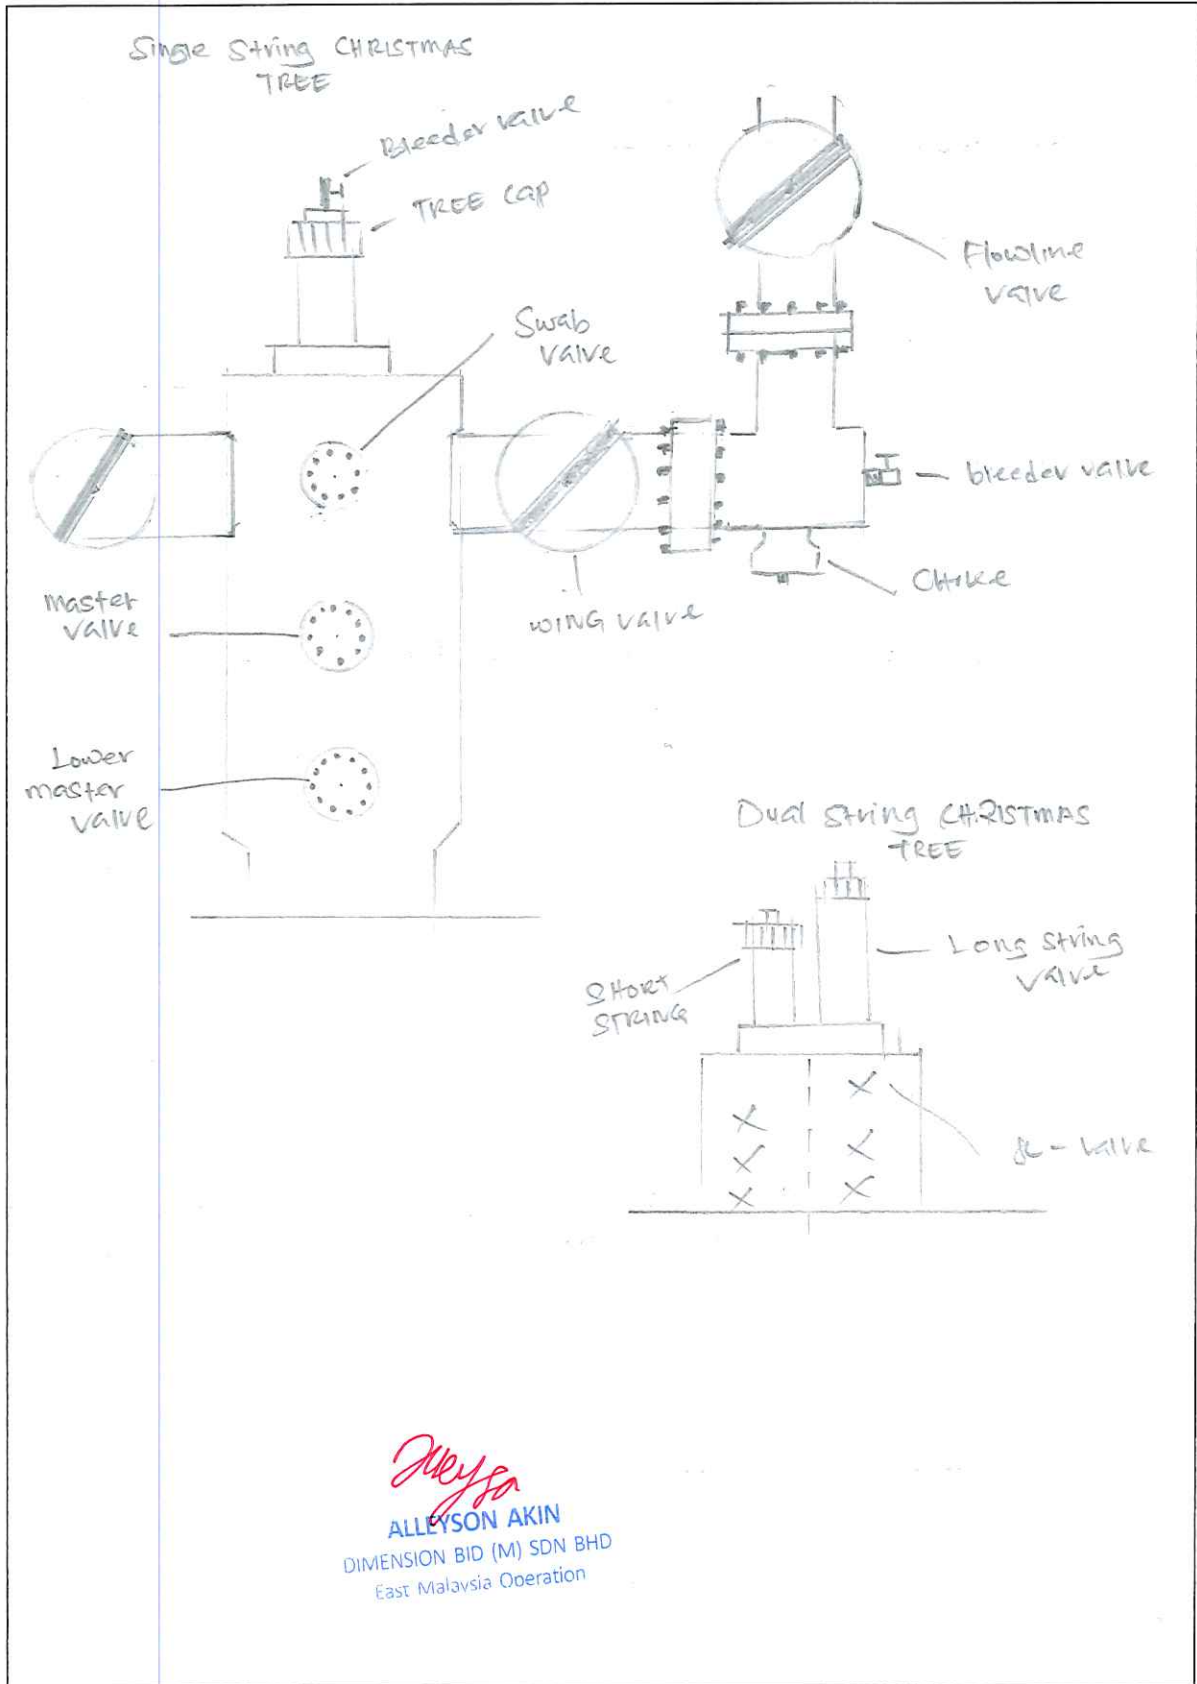 Single String CHRISTMAS
TREE
Bleeder valve
TREE Cap
Swab
valve
Flowline
valve
bleeder valve
CHoke
WING valve
master
valve
Lower
master
valve
Dual String CHRISTMAS
TREE
SHORT
STRING
Long String
valve
valve
ALLEYSON AKIN
DIMENSION BID (M) SDN BHD
East Malaysia Operation